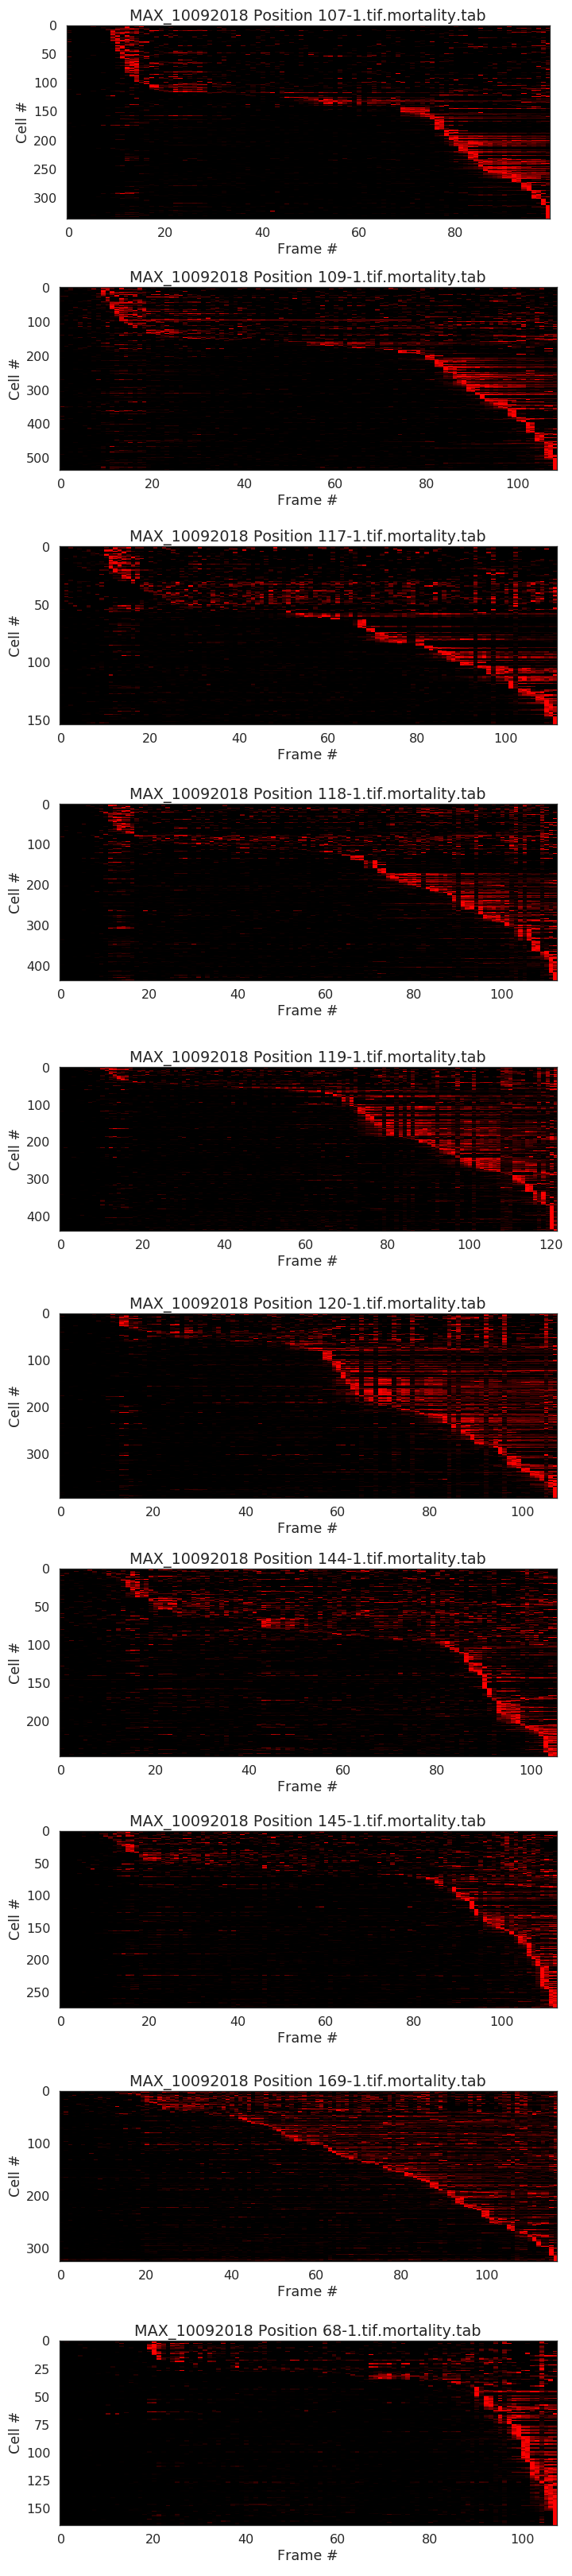 MAX_10092018 Position 107-1.tif.mortality.tab
0
50
100
150
200
250
300
Cell #
0 20 40 60 80
Frame #
MAX_10092018 Position 109-1.tif.mortality.tab
0
100
200
300
400
500
Cell #
0 20 40 60 80 100
Frame #
MAX_10092018 Position 117-1.tif.mortality.tab
0
50
100
150
Cell #
0 20 40 60 80 100
Frame #
MAX_10092018 Position 118-1.tif.mortality.tab
0
100
200
300
400
Cell #
0 20 40 60 80 100
Frame #
MAX_10092018 Position 119-1.tif.mortality.tab
0
100
200
300
400
Cell #
0 20 40 60 80 100 120
Frame #
MAX_10092018 Position 120-1.tif.mortality.tab
0
100
200
300
Cell #
0 20 40 60 80 100
Frame #
MAX_10092018 Position 144-1.tif.mortality.tab
0
50
100
150
200
Cell #
0 20 40 60 80 100
Frame #
MAX_10092018 Position 145-1.tif.mortality.tab
0
50
100
150
200
250
Cell #
0 20 40 60 80 100
Frame #
MAX_10092018 Position 169-1.tif.mortality.tab
0
100
200
300
Cell #
0 20 40 60 80 100
Frame #
MAX_10092018 Position 68-1.tif.mortality.tab
0
25
50
75
100
125
150
Cell #
0 20 40 60 80 100
Frame #